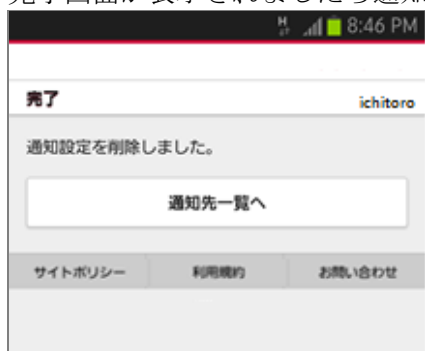 完了画面が表示されましたら通知
H 8:46 PM
完了 ichitoro
通知設定を削除しました。
通知先一覧へ
サイトポリシー 利用規約 お問い合わせ